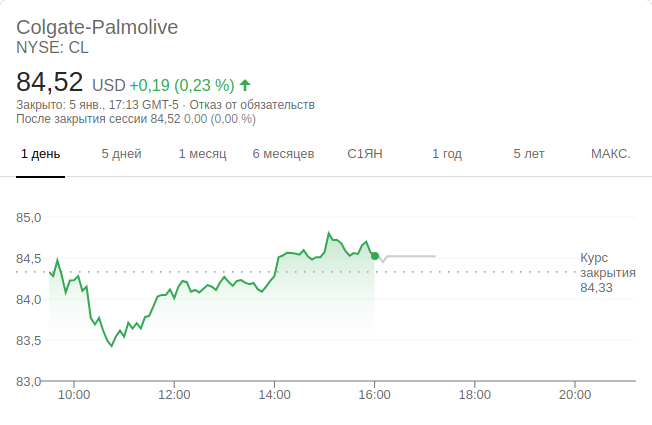 Colgate-Palmolive
NYSE: CL
84,52 USD +0,19 (0,23 %)
Закрыто: 5 янв., 17:13 GMT-5 · Отказ от обязательств
После закрытия сессии 84,52 0,00 (0,00 %)
1 день 5 дней 1 месяц 6 месяцев С1ЯН 1 год 5 лет МАКС.
85,0
84,5
84,0
83,5
83,0
Курс
закрытия
84,33
10:00 12:00 14:00 16:00 18:00 20:00